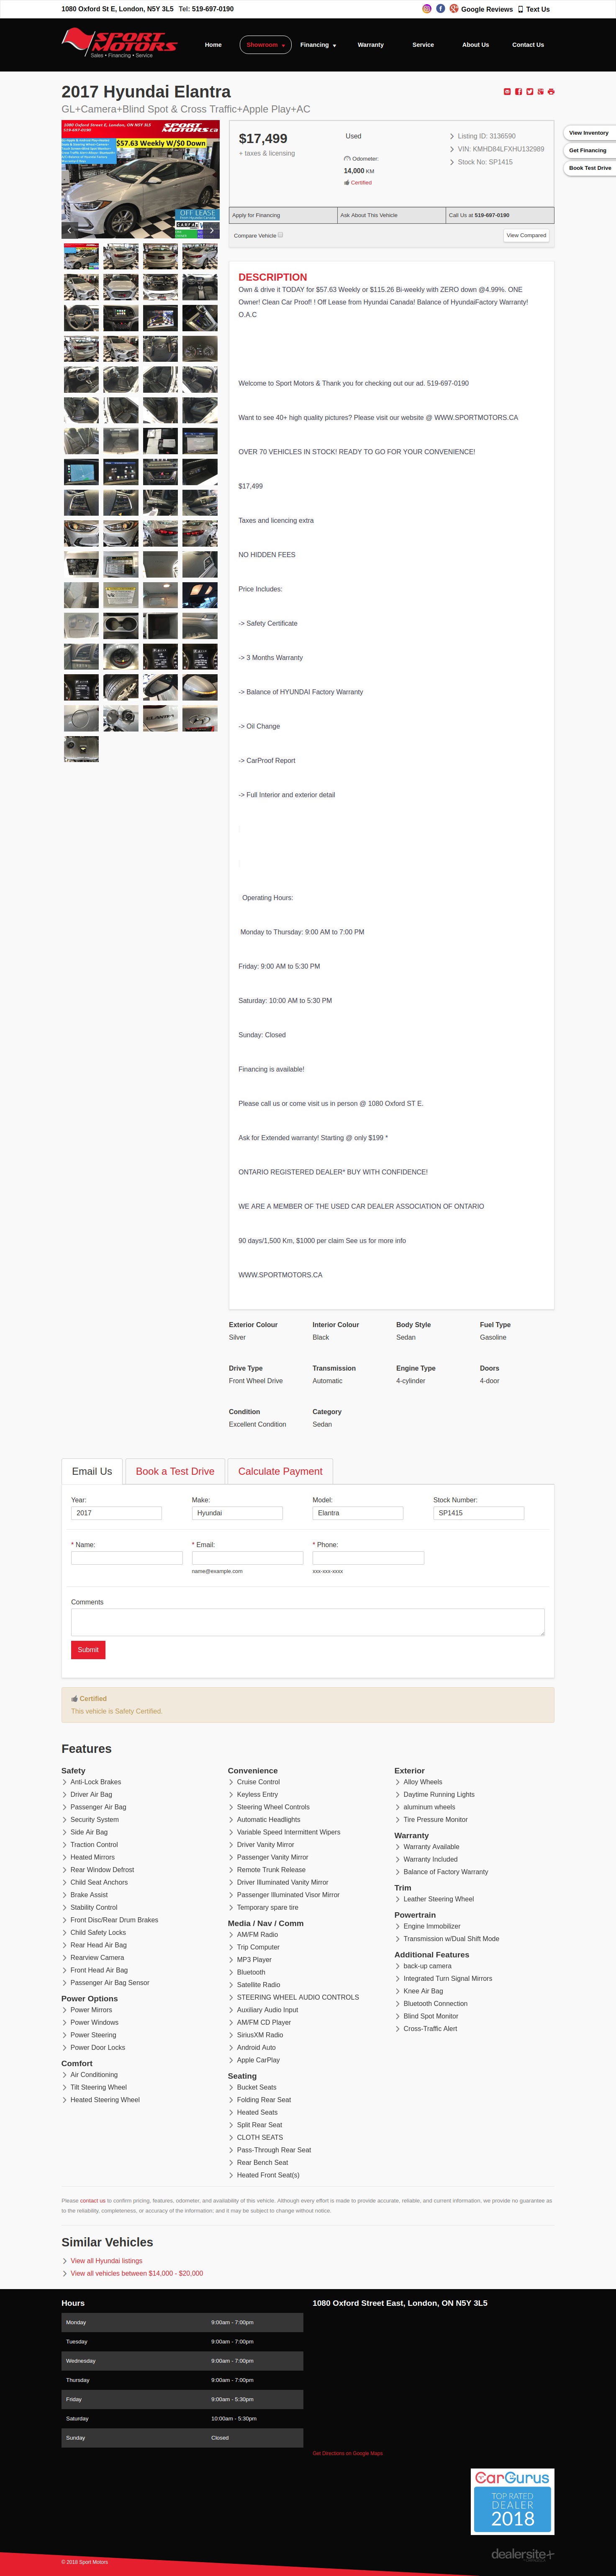 1080 Oxford St E, London, N5Y 3L5 Tel: 519-697-0190
Google Reviews Text Us
SPORT MOTORS
Sales • Financing • Service
Home
Showroom
Financing
Warranty
Service
About Us
Contact Us
2017 Hyundai Elantra
GL+Camera+Blind Spot & Cross Traffic+Apple Play+AC
View Inventory
Get Financing
Book Test Drive
1080 Oxford Street E, London, ON N5Y 3L5
519-697-0190
SPORT MOTORS
SPORTMOTORS.CA
$57.63 Weekly W/$0 Down
OFF LEASE
$17,499
+ taxes & licensing
Used
Odometer:
14,000 KM
Certified
Listing ID: 3136590
VIN: KMHD84LFXHU132989
Stock No: SP1415
Apply for Financing
Ask About This Vehicle
Call Us at 519-697-0190
Compare Vehicle
View Compared
DESCRIPTION
Own & drive it TODAY for $57.63 Weekly or $115.26 Bi-weekly with ZERO down @4.99%. ONE
Owner! Clean Car Proof! ! Off Lease from Hyundai Canada! Balance of HyundaiFactory Warranty!
O.A.C
Welcome to Sport Motors & Thank you for checking out our ad. 519-697-0190
Want to see 40+ high quality pictures? Please visit our website @ WWW.SPORTMOTORS.CA
OVER 70 VEHICLES IN STOCK! READY TO GO FOR YOUR CONVENIENCE!
$17,499
Taxes and licencing extra
NO HIDDEN FEES
Price Includes:
-> Safety Certificate
-> 3 Months Warranty
-> Balance of HYUNDAI Factory Warranty
-> Oil Change
-> CarProof Report
-> Full Interior and exterior detail
Operating Hours:
Monday to Thursday: 9:00 AM to 7:00 PM
Friday: 9:00 AM to 5:30 PM
Saturday: 10:00 AM to 5:30 PM
Sunday: Closed
Financing is available!
Please call us or come visit us in person @ 1080 Oxford ST E.
Ask for Extended warranty! Starting @ only $199 *
ONTARIO REGISTERED DEALER* BUY WITH CONFIDENCE!
WE ARE A MEMBER OF THE USED CAR DEALER ASSOCIATION OF ONTARIO
90 days/1,500 Km, $1000 per claim See us for more info
WWW.SPORTMOTORS.CA
Exterior Colour
Silver
Interior Colour
Black
Body Style
Sedan
Fuel Type
Gasoline
Drive Type
Front Wheel Drive
Transmission
Automatic
Engine Type
4-cylinder
Doors
4-door
Condition
Excellent Condition
Category
Sedan
Email Us
Book a Test Drive
Calculate Payment
Year:
2017
Make:
Hyundai
Model:
Elantra
Stock Number:
SP1415
* Name:
* Email:
name@example.com
* Phone:
xxx-xxx-xxxx
Comments
Submit
Certified
This vehicle is Safety Certified.
Features
Safety
Anti-Lock Brakes
Driver Air Bag
Passenger Air Bag
Security System
Side Air Bag
Traction Control
Heated Mirrors
Rear Window Defrost
Child Seat Anchors
Brake Assist
Stability Control
Front Disc/Rear Drum Brakes
Child Safety Locks
Rear Head Air Bag
Rearview Camera
Front Head Air Bag
Passenger Air Bag Sensor
Power Options
Power Mirrors
Power Windows
Power Steering
Power Door Locks
Comfort
Air Conditioning
Tilt Steering Wheel
Heated Steering Wheel
Convenience
Cruise Control
Keyless Entry
Steering Wheel Controls
Automatic Headlights
Variable Speed Intermittent Wipers
Driver Vanity Mirror
Passenger Vanity Mirror
Remote Trunk Release
Driver Illuminated Vanity Mirror
Passenger Illuminated Visor Mirror
Temporary spare tire
Media / Nav / Comm
AM/FM Radio
Trip Computer
MP3 Player
Bluetooth
Satellite Radio
STEERING WHEEL AUDIO CONTROLS
Auxiliary Audio Input
AM/FM CD Player
SiriusXM Radio
Android Auto
Apple CarPlay
Seating
Bucket Seats
Folding Rear Seat
Heated Seats
Split Rear Seat
CLOTH SEATS
Pass-Through Rear Seat
Rear Bench Seat
Heated Front Seat(s)
Exterior
Alloy Wheels
Daytime Running Lights
aluminum wheels
Tire Pressure Monitor
Warranty
Warranty Available
Warranty Included
Balance of Factory Warranty
Trim
Leather Steering Wheel
Powertrain
Engine Immobilizer
Transmission w/Dual Shift Mode
Additional Features
back-up camera
Integrated Turn Signal Mirrors
Knee Air Bag
Bluetooth Connection
Blind Spot Monitor
Cross-Traffic Alert
Please contact us to confirm pricing, features, odometer, and availability of this vehicle. Although every effort is made to provide accurate, reliable, and current information, we provide no guarantee as
to the reliability, completeness, or accuracy of the information; and it may be subject to change without notice.
Similar Vehicles
View all Hyundai listings
View all vehicles between $14,000 - $20,000
Hours
Monday 9:00am - 7:00pm
Tuesday 9:00am - 7:00pm
Wednesday 9:00am - 7:00pm
Thursday 9:00am - 7:00pm
Friday 9:00am - 5:30pm
Saturday 10:00am - 5:30pm
Sunday Closed
1080 Oxford Street East, London, ON N5Y 3L5
Get Directions on Google Maps
CarGurus
TOP RATED
DEALER
2018
dealersite+
© 2018 Sport Motors